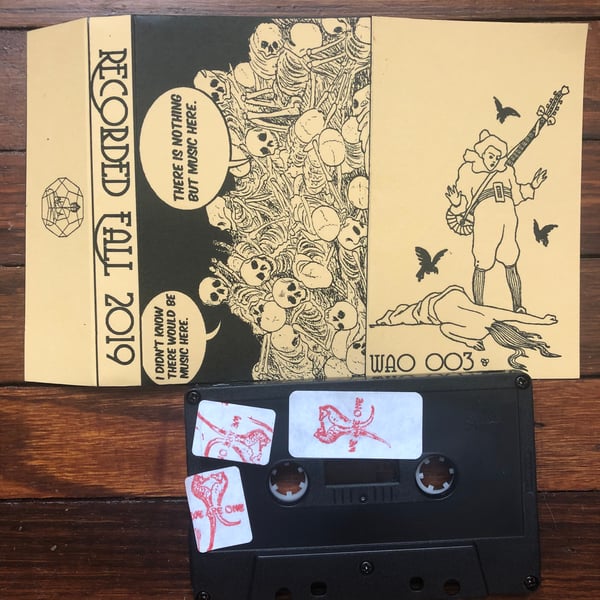 RECORDED FALL 2019
THERE IS NOTHING
BUT MUSIC HERE.
I DIDN'T KNOW
THERE WOULD BE
MUSIC HERE.
WAO 003
WE ARE ONE
WE ARE ONE
WE ARE ONE